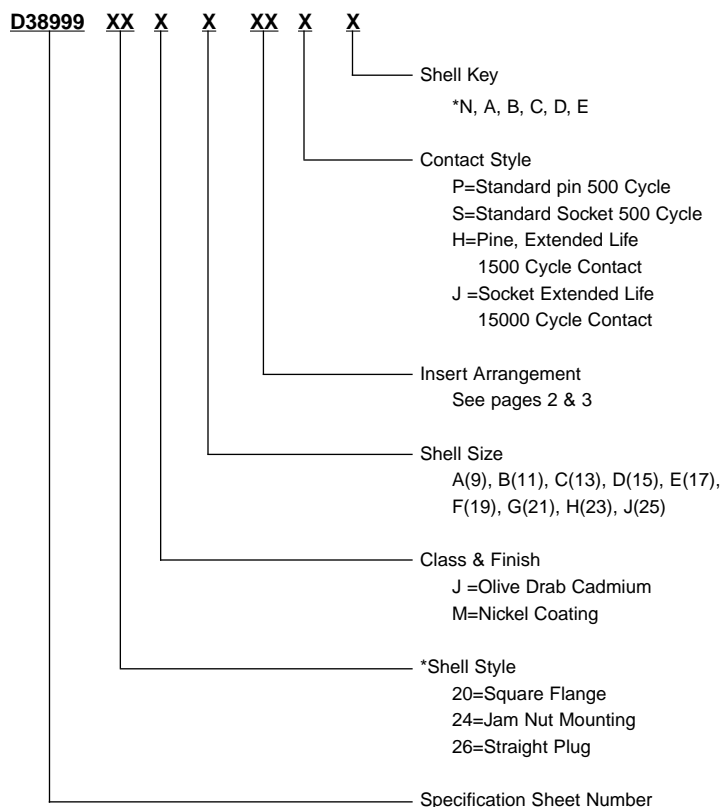 D38999 XX X X XX X X
Shell Key
*N, A, B, C, D, E
Contact Style
P=Standard pin 500 Cycle
S=Standard Socket 500 Cycle
H=Pine, Extended Life
1500 Cycle Contact
J =Socket Extended Life
15000 Cycle Contact
Insert Arrangement
See pages 2 & 3
Shell Size
A(9), B(11), C(13), D(15), E(17),
F(19), G(21), H(23), J(25)
Class & Finish
J =Olive Drab Cadmium
M=Nickel Coating
*Shell Style
20=Square Flange
24=Jam Nut Mounting
26=Straight Plug
Specification Sheet Number